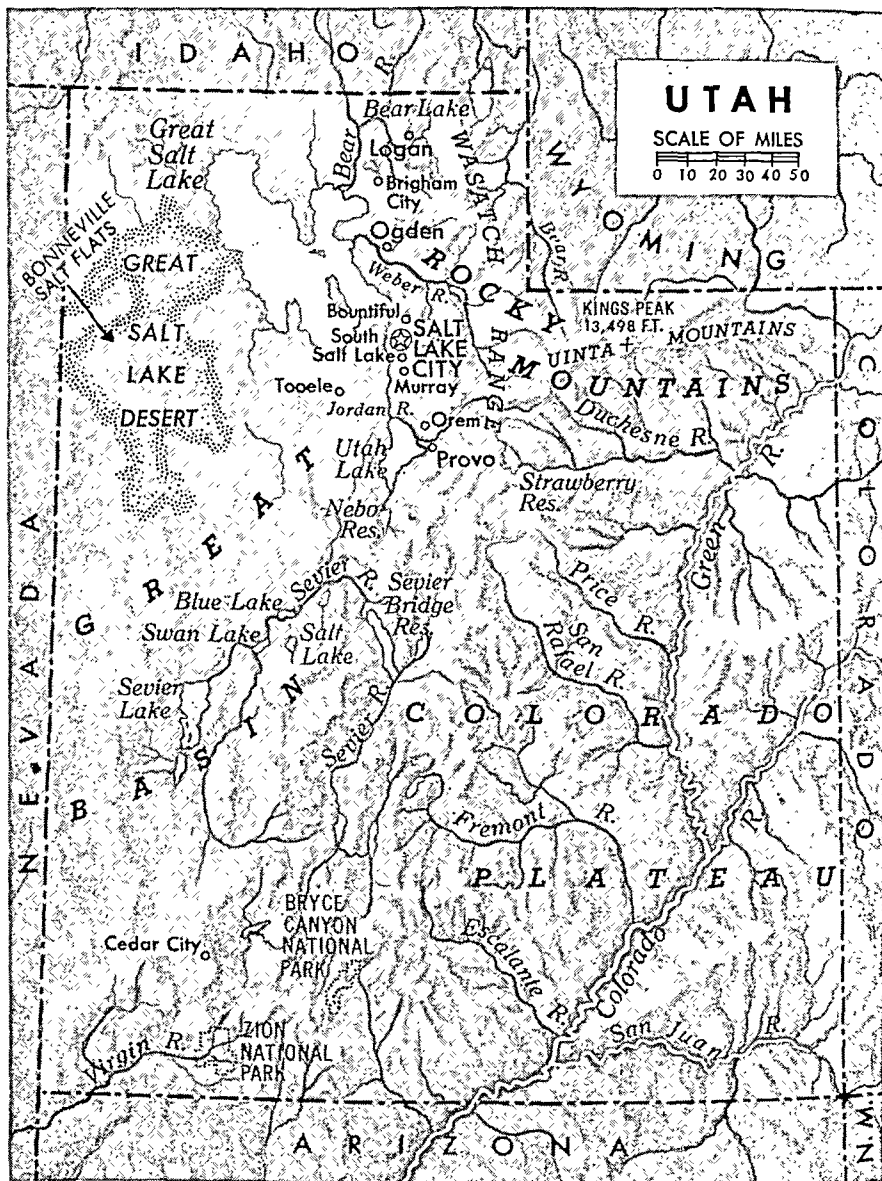 IDAHO
UTAH
SCALE OF MILES
0 10 20 30 40 50
Bear R.
Bear Lake
Great
Salt
Lake
Logan
WASATCH
RANGE
WYOMING
Brigham
City
BONNEVILLE
SALT FLATS
Ogden
Bear R.
GREAT
SALT
LAKE
DESERT
Weber R.
ROCKY
MOUNTAINS
KINGS PEAK
13,498 FT.
UINTA MOUNTAINS
Bountiful
SALT
LAKE
CITY
South
Salt Lake
Murray
Tooele
Jordan R.
Orem
Duchesne R.
Utah
Lake
Provo
Strawberry
Res.
Green R.
COLORADO
NEVADA
GREAT
BASIN
Nebo
Res.
Sevier R.
Sevier
Bridge
Res.
Price R.
Blue Lake
Swan Lake
Salt
Lake
San
Rafael R.
Sevier
Lake
Sevier R.
COLORADO
PLATEAU
Fremont R.
BRYCE
CANYON
NATIONAL
PARK
Cedar City
Escalante R.
Colorado R.
San Juan R.
Virgin R.
ZION
NATIONAL
PARK
ARIZONA
WN